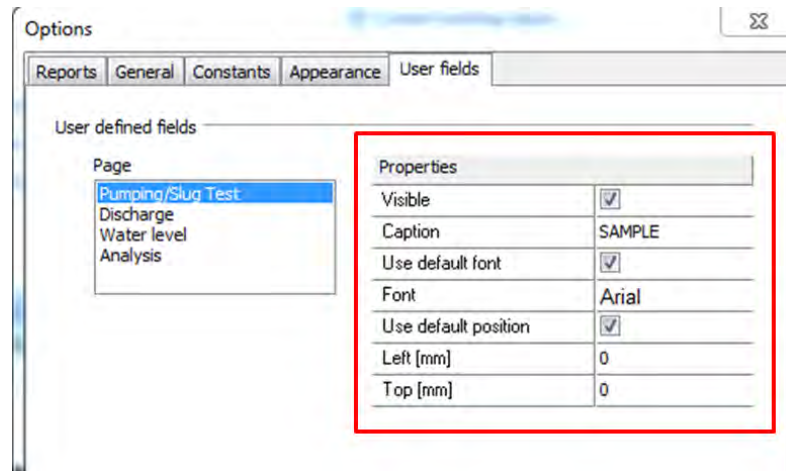 Options
Reports General Constants Appearance User fields
User defined fields
Page
Pumping/Slug Test
Discharge
Water level
Analysis
Properties
Visible
Caption SAMPLE
Use default font
Font Arial
Use default position
Left [mm] 0
Top [mm] 0